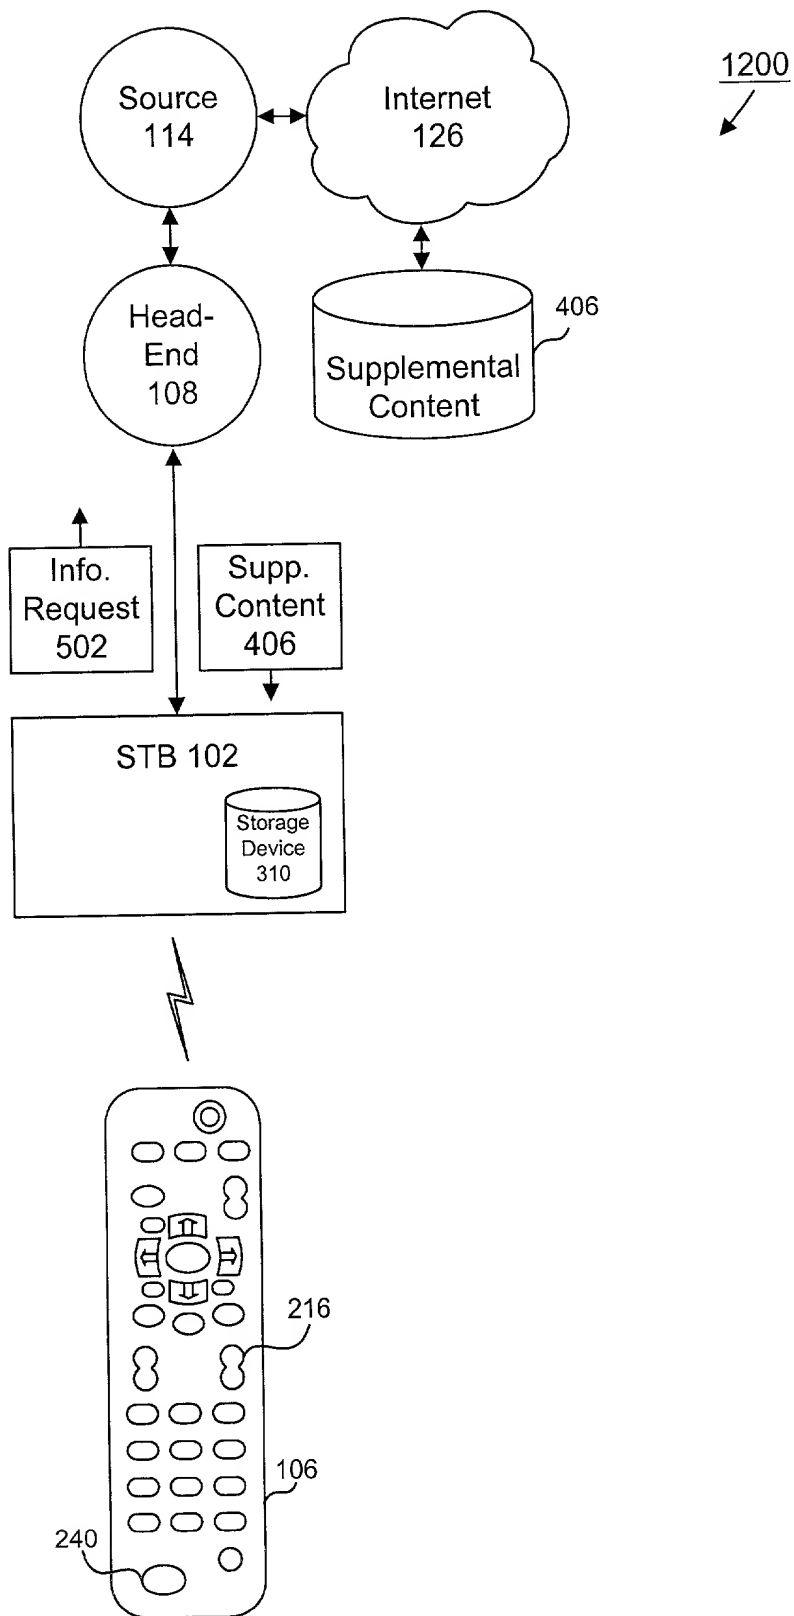 1200
Source
114
Internet
126
Head-
End
108
406
Supplemental
Content
Info.
Request
502
Supp.
Content
406
STB 102
Storage
Device
310
216
106
240